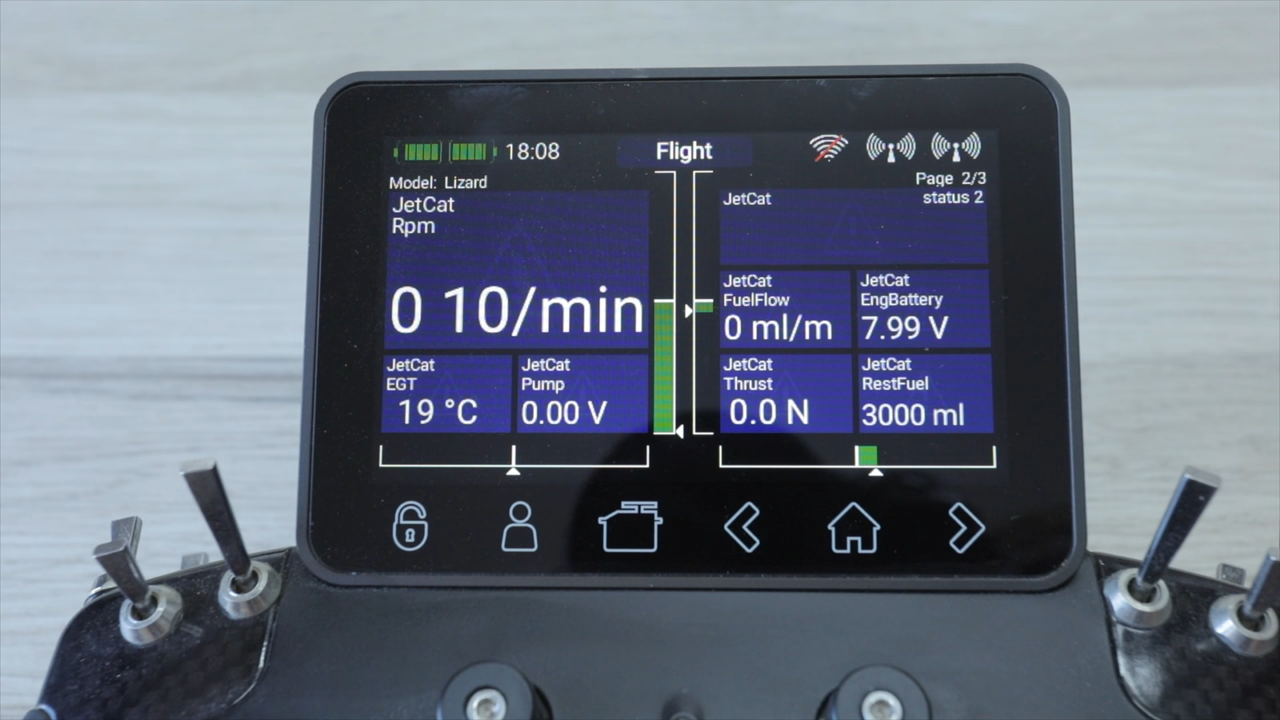 18:08
Flight
Model: Lizard
Page 2/3
status 2
JetCat
Rpm
0 10/min
JetCat
EGT
19 °C
JetCat
Pump
0.00 V
JetCat
JetCat
FuelFlow
0 ml/m
JetCat
EngBattery
7.99 V
JetCat
Thrust
0.0 N
JetCat
RestFuel
3000 ml